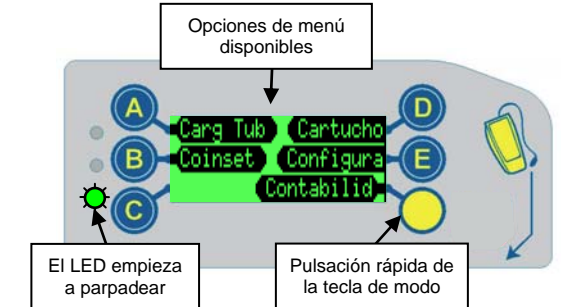 Opciones de menú
disponibles
A
D
Carg Tub
Cartucho
B
E
Coinset
Configura
C
Contabilid
El LED empieza
a parpadear
Pulsación rápida de
la tecla de modo